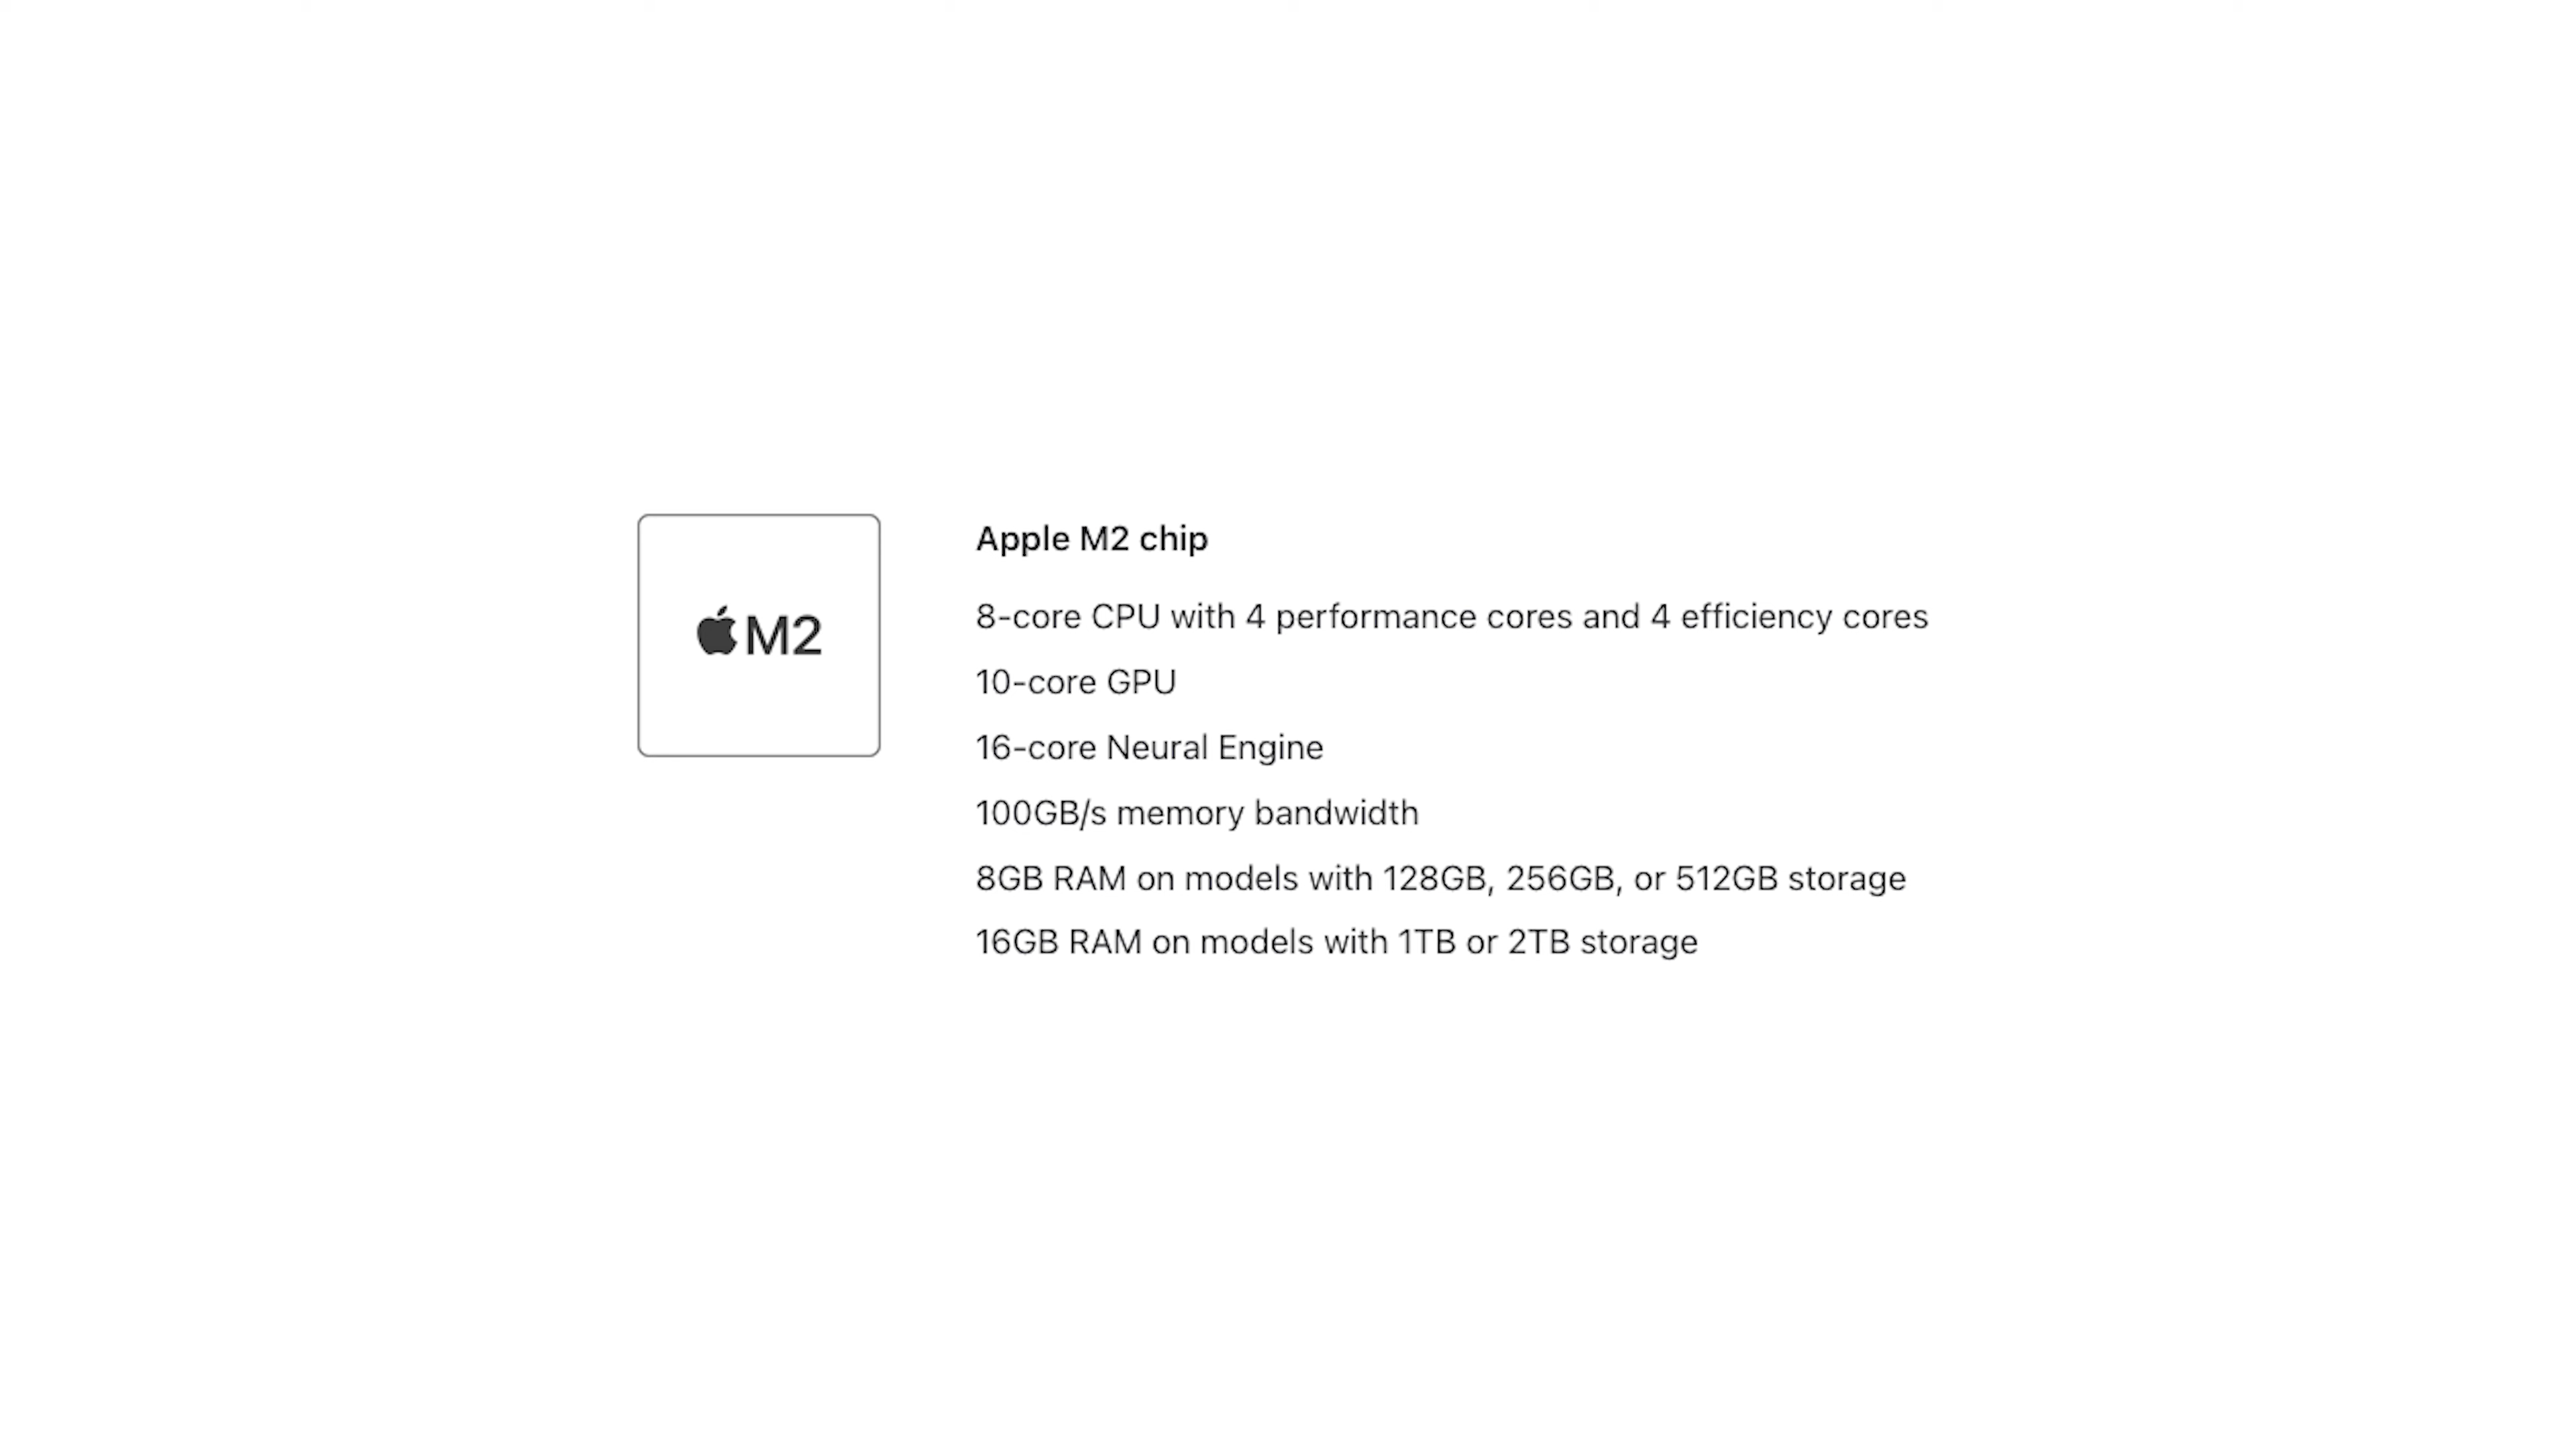 M2
Apple M2 chip
8-core CPU with 4 performance cores and 4 efficiency cores
10-core GPU
16-core Neural Engine
100GB/s memory bandwidth
8GB RAM on models with 128GB, 256GB, or 512GB storage
16GB RAM on models with 1TB or 2TB storage